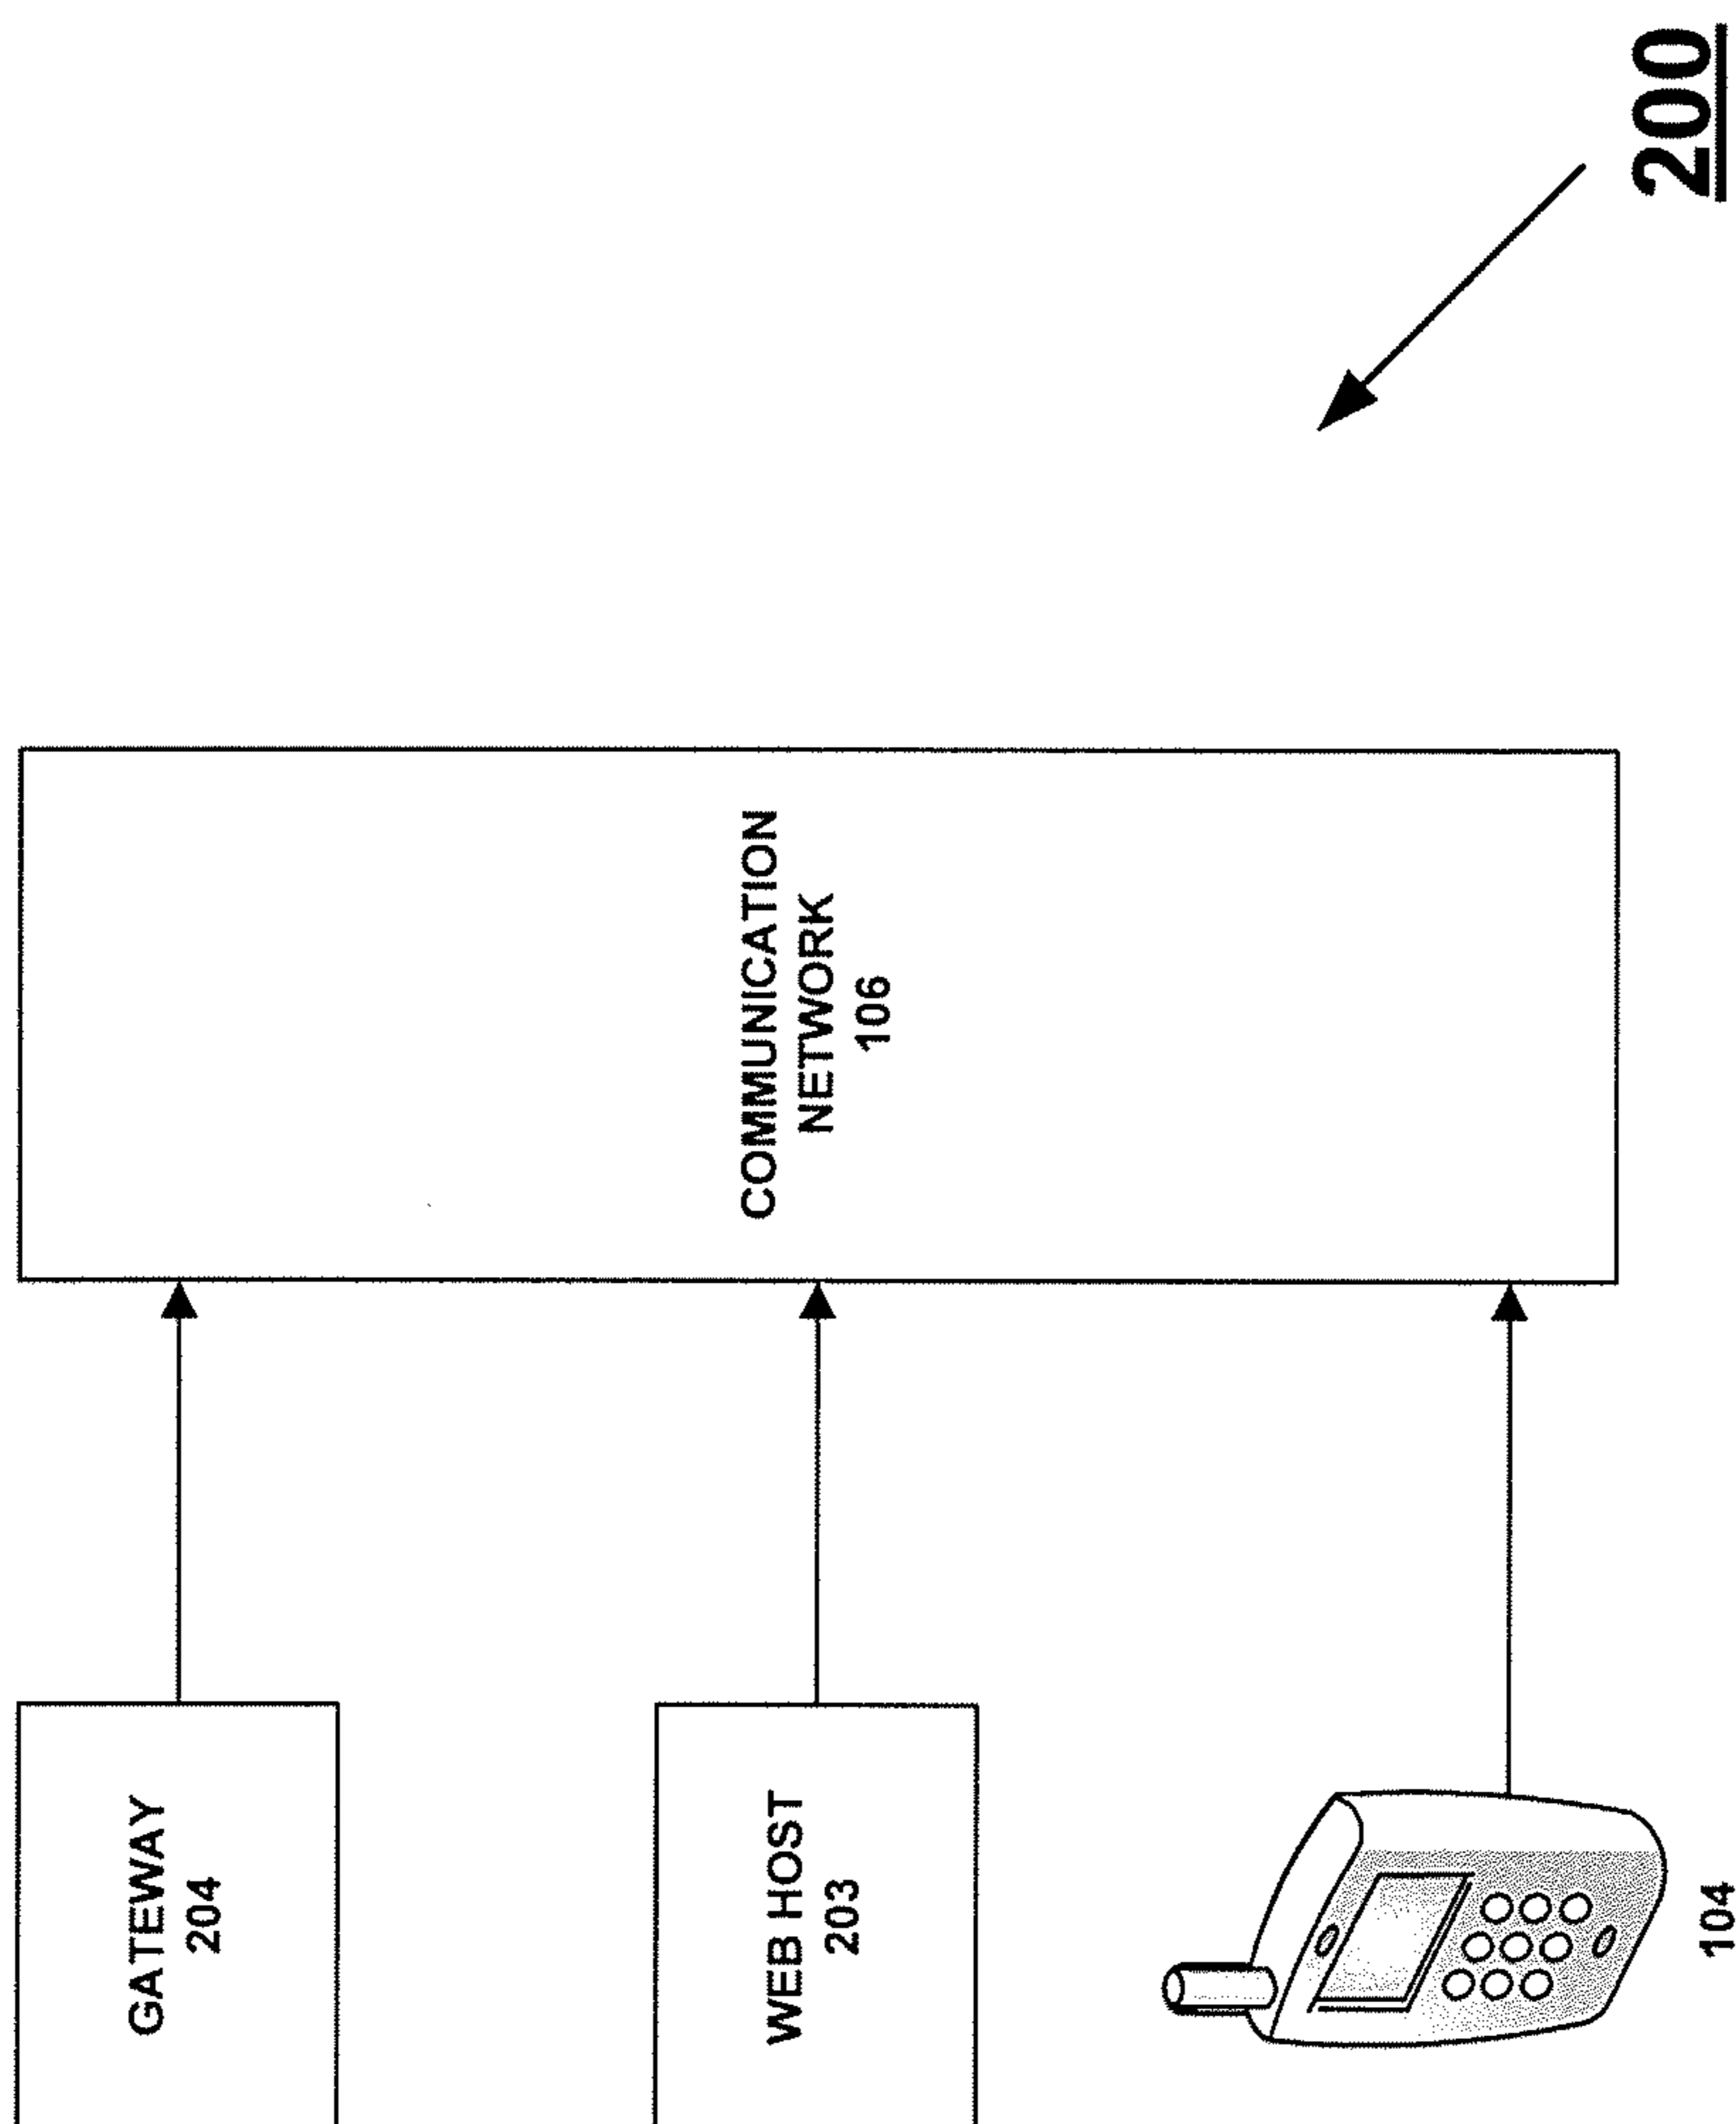 200
COMMUNICATION
NETWORK
106
GATEWAY
204
WEB HOST
203
104